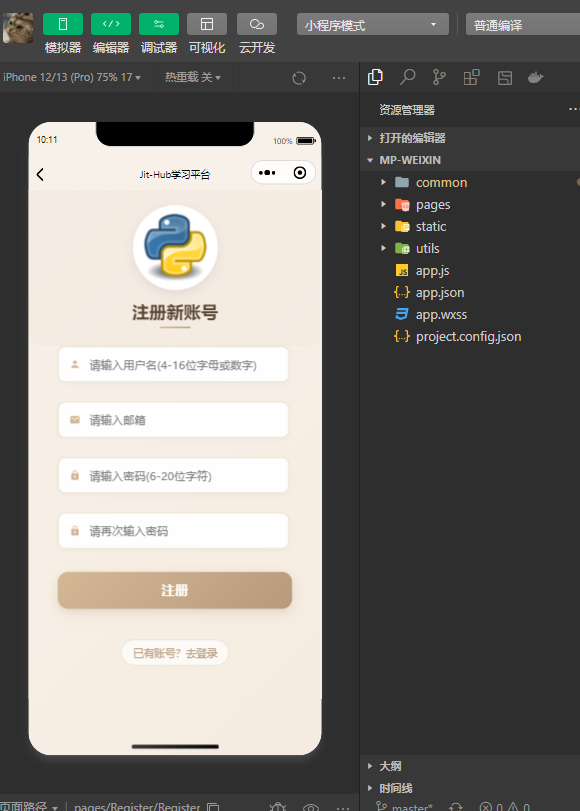 小程序模式
普通编译
模拟器
编辑器
调试器
可视化
云开发
iPhone 12/13 (Pro) 75% 17
热重载 关
资源管理器
打开的编辑器
MP-WEIXIN
common
pages
static
utils
JS
app.js
{..}
app.json
app.wxss
{..}
project.config.json
大纲
时间线
master*
0
0
10:11
100%
Jit-Hub学习平台
注册新账号
请输入用户名(4-16位字母或数字)
请输入邮箱
请输入密码(6-20位字符)
请再次输入密码
注册
已有账号？去登录
页面路径
pages/Register/Register